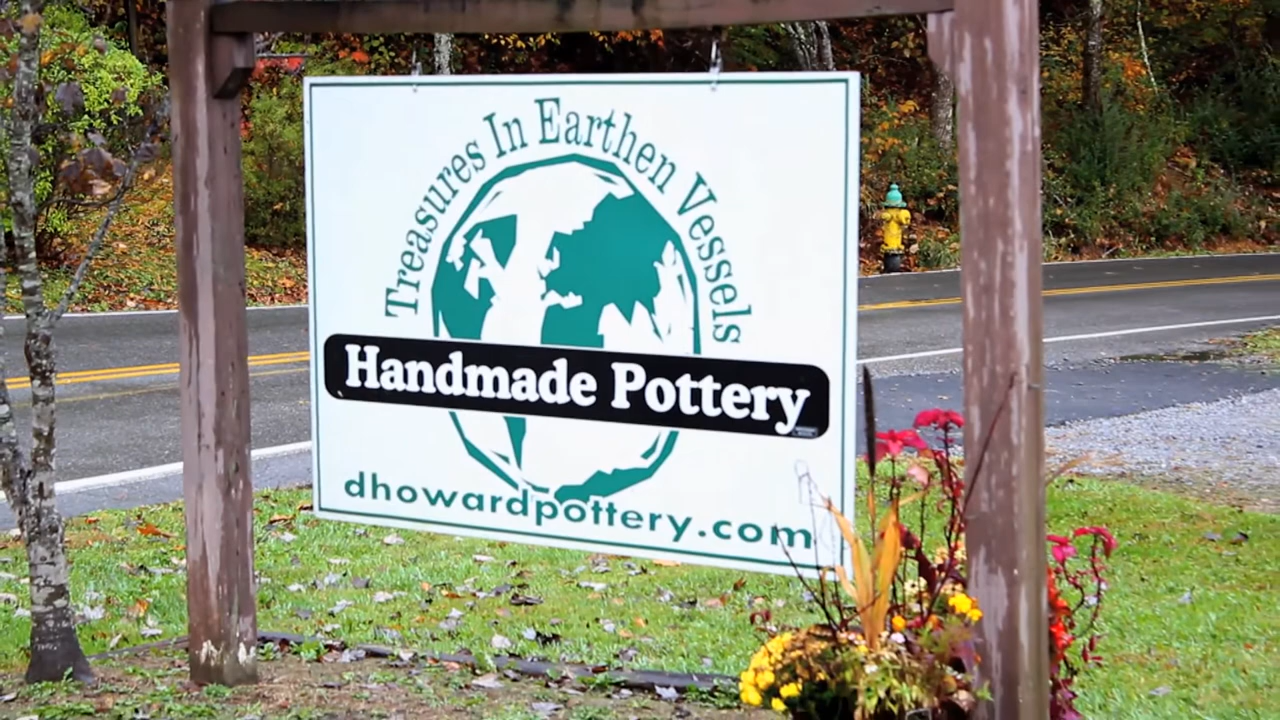 Treasures In Earthen Vessels
Handmade Pottery
dhowardpottery.com